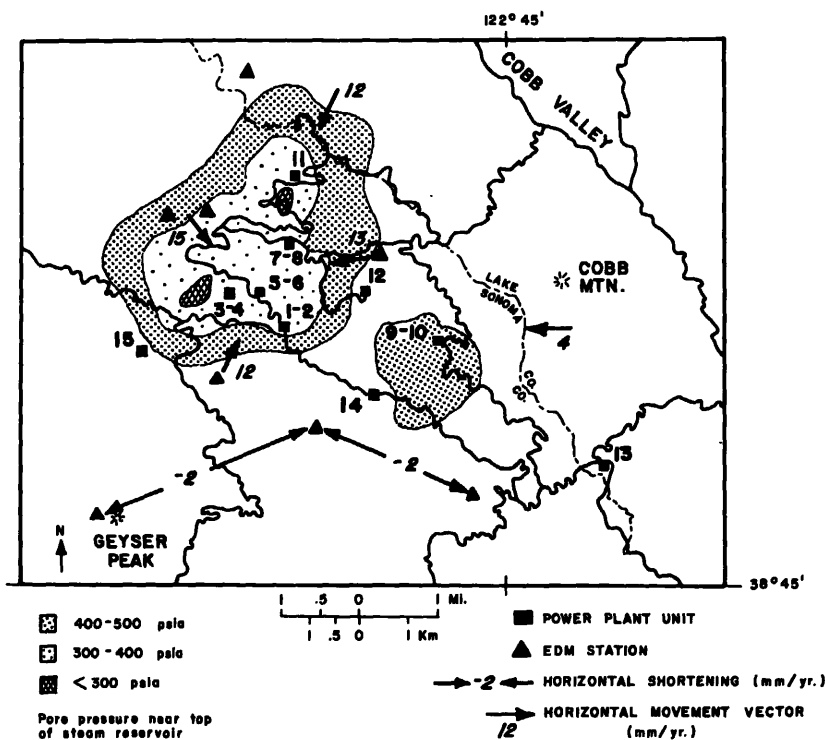 122° 45'
COBB VALLEY
12
11
15
13
7-8
5-6
12
3-4
1-2
COBB
MTN.
LAKE
SONOMA
4
9-10
15
12
14
CO.
CO.
13
-2
-2
N
GEYSER
PEAK
38° 45'
1 .5 0 1 MI.
1 .5 0 1 Km
400-500 psia
300-400 psia
<300 psia
Pore pressure near top
of steam reservoir
POWER PLANT UNIT
EDM STATION
-2 HORIZONTAL SHORTENING (mm/yr.)
12 HORIZONTAL MOVEMENT VECTOR
(mm/yr.)